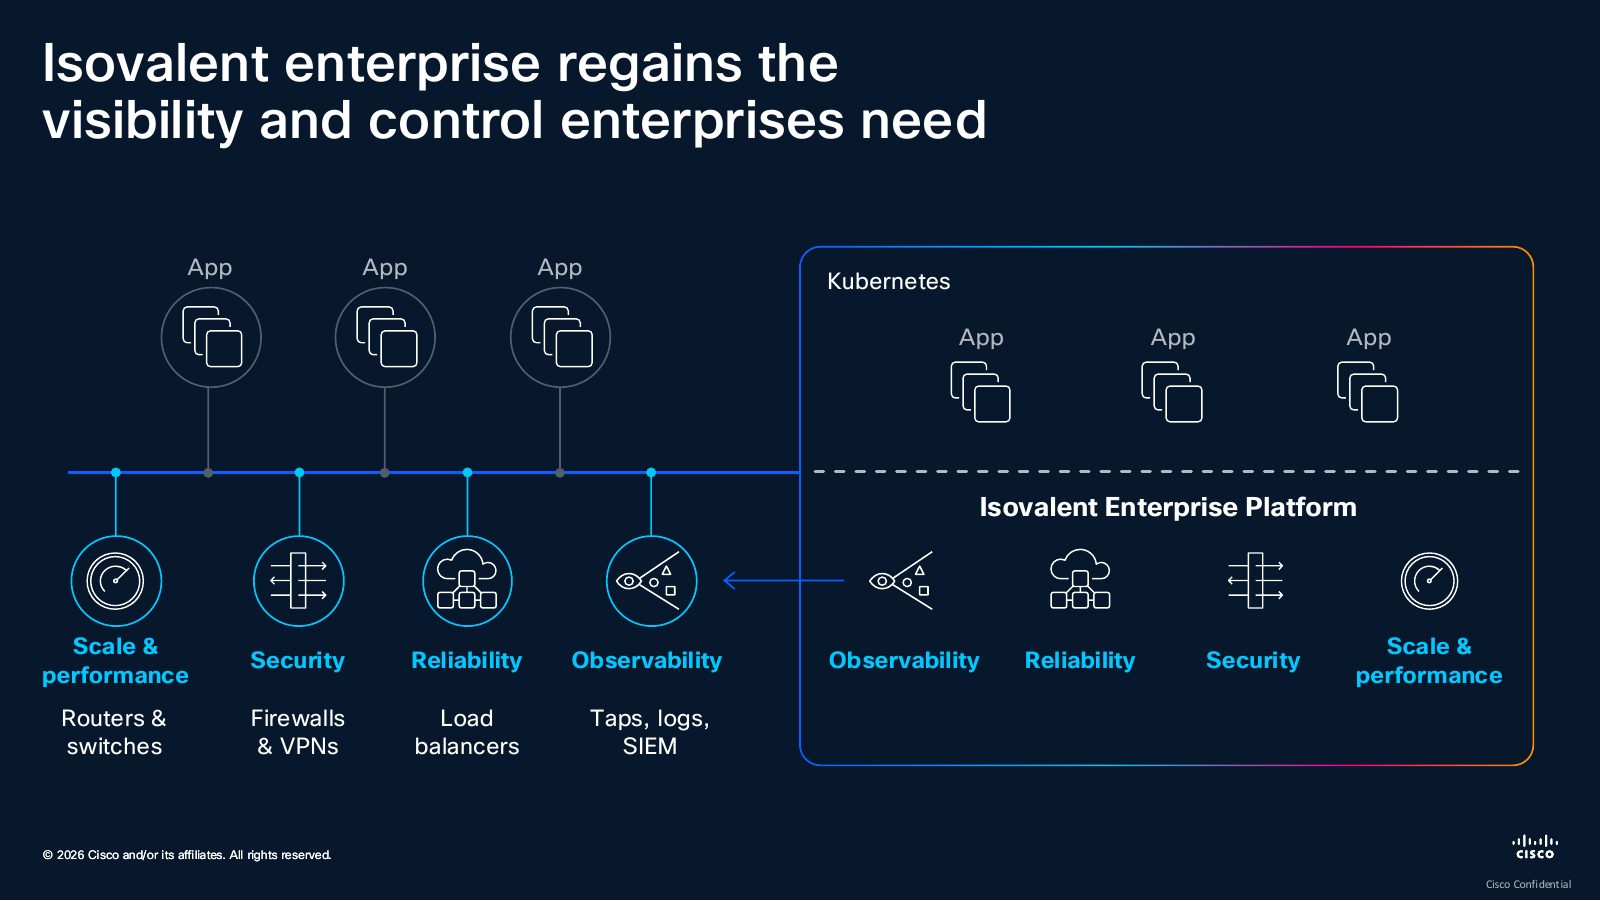 Isovalent enterprise regains the
visibility and control enterprises need
App
App
App
Scale &
performance
Routers &
switches
Security
Firewalls
& VPNs
Reliability
Load
balancers
Observability
Taps, logs,
SIEM
Kubernetes
App
App
App
Isovalent Enterprise Platform
Observability
Reliability
Security
Scale &
performance
© 2026 Cisco and/or its affiliates. All rights reserved.
CISCO
Cisco Confidential